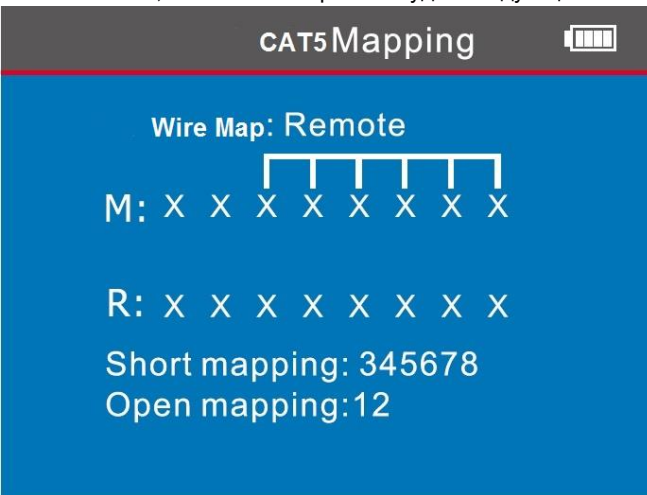 CAT5 Mapping
Wire Map: Remote
M: X X X X X X X X
R: X X X X X X X X
Short mapping: 345678
Open mapping:12